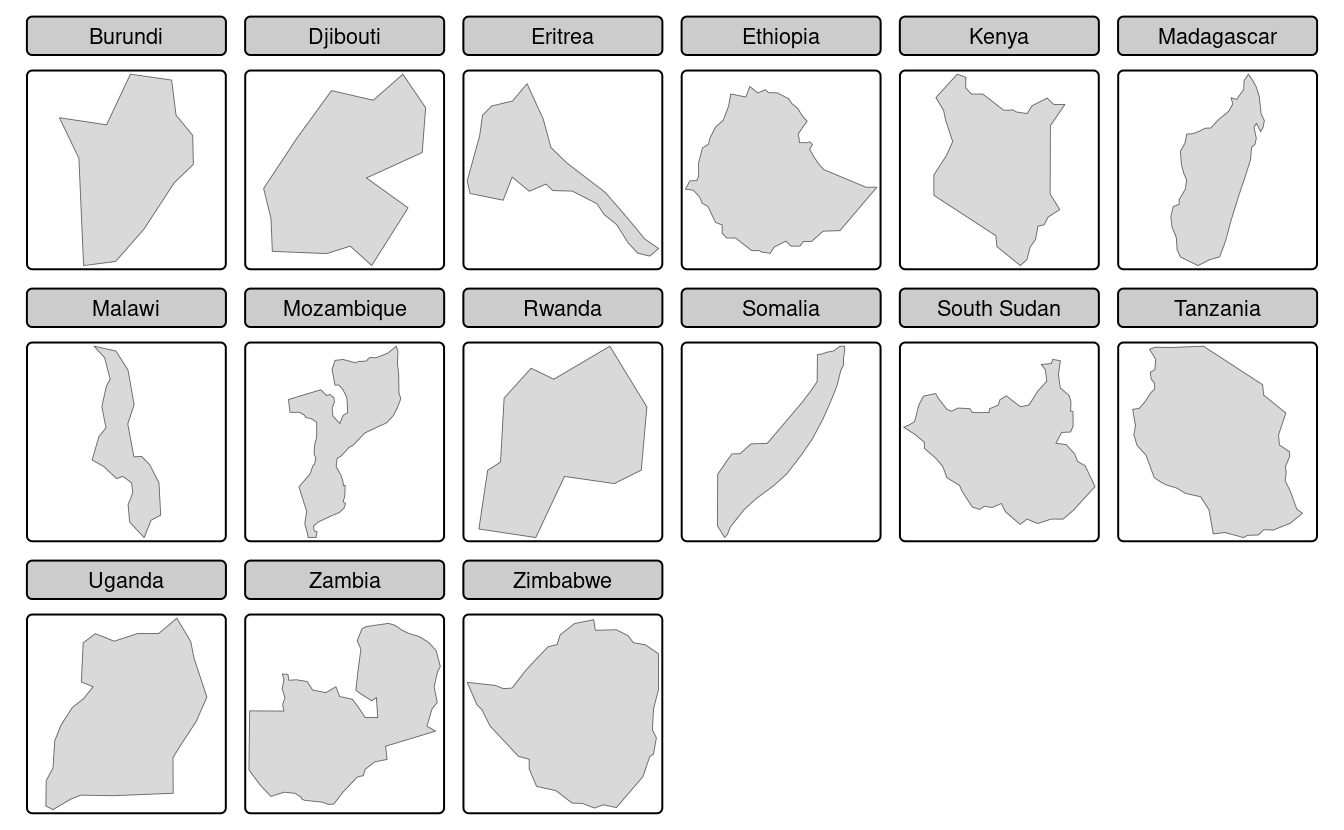 Burundi
Djibouti
Eritrea
Ethiopia
Kenya
Madagascar
Malawi
Mozambique
Rwanda
Somalia
South Sudan
Tanzania
Uganda
Zambia
Zimbabwe